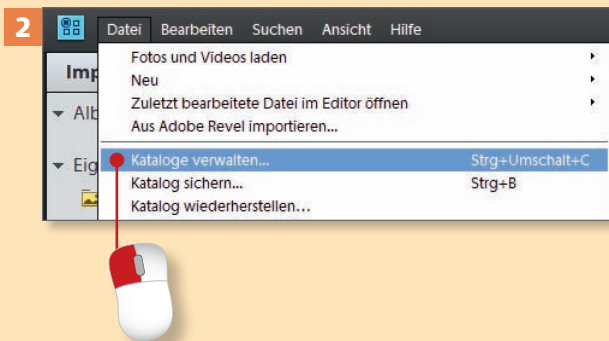 2
Datei Bearbeiten Suchen Ansicht Hilfe
Imp
Fotos und Videos laden
Neu
Alb
Zuletzt bearbeitete Datei im Editor öffnen
Aus Adobe Revel importieren...
Eig
Kataloge verwalten... Strg+Umschalt+C
Katalog sichern... Strg+B
Katalog wiederherstellen...